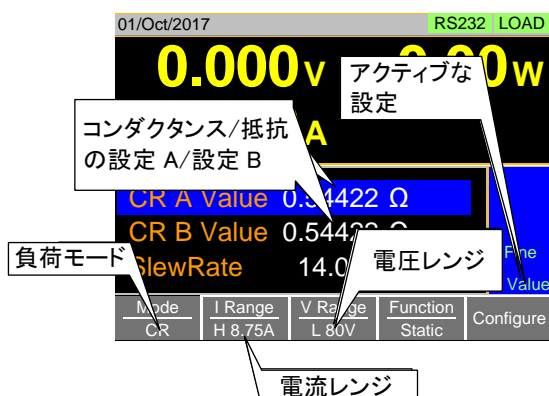 01/Oct/2017 RS232 LOAD
0.000 V W
アクティブな
設定
コンダクタンス/抵抗
の設定 A/設定 B
A
CR A Value Ω
CR B Value Ω
負荷モード
SlewRate
電圧レンジ
Fine
Value
Mode I Range V Range Function Configure
CR H 8.75A L 80V Static
電流レンジ